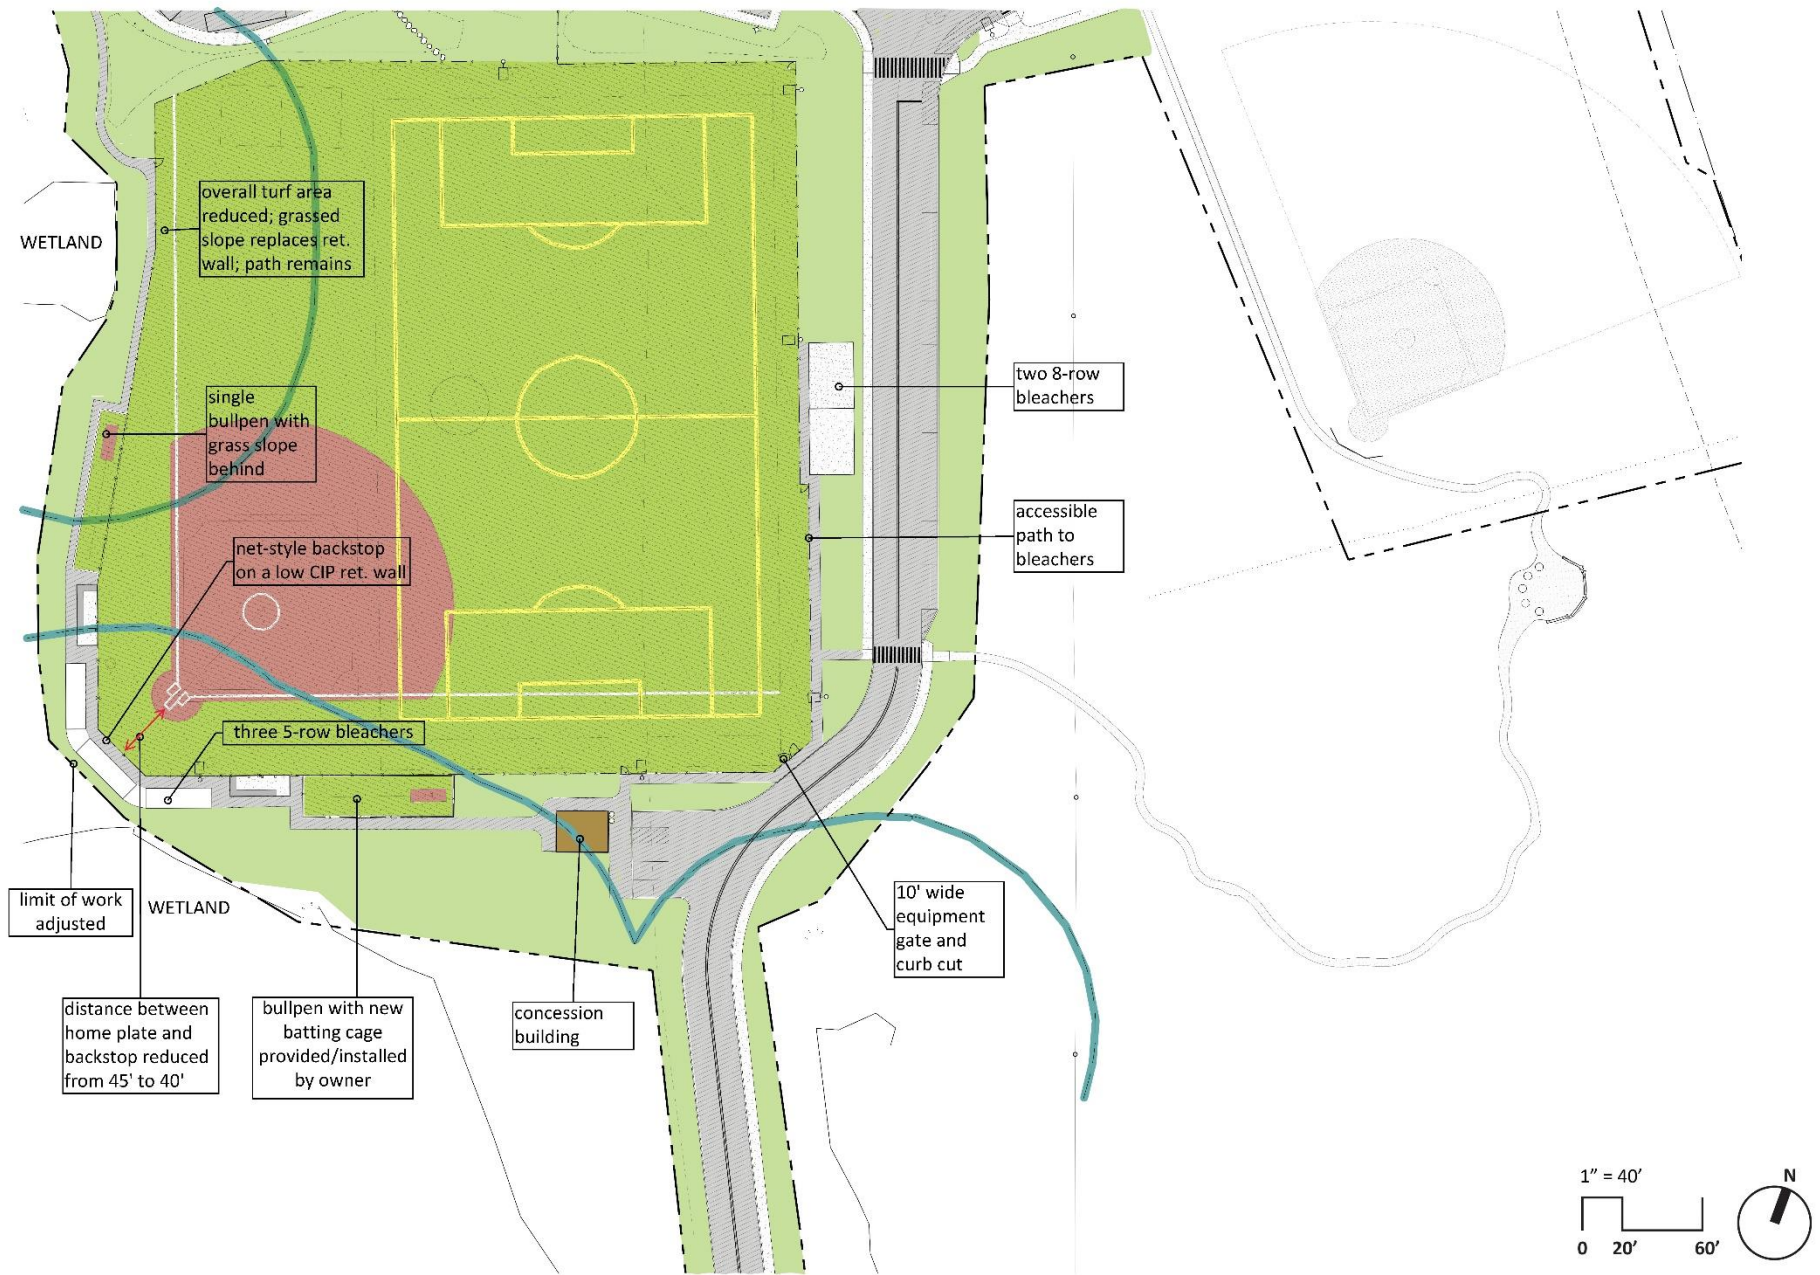 overall turf area
reduced; grassed
slope replaces ret.
wall; path remains
WETLAND
single
bullpen with
grass slope
behind
two 8-row
bleachers
accessible
path to
bleachers
net-style backstop
on a low CIP ret. wall
three 5-row bleachers
limit of work
adjusted
WETLAND
10' wide
equipment
gate and
curb cut
distance between
home plate and
backstop reduced
from 45' to 40'
bullpen with new
batting cage
provided/installed
by owner
concession
building
1” = 40’
N
0 20’ 60’